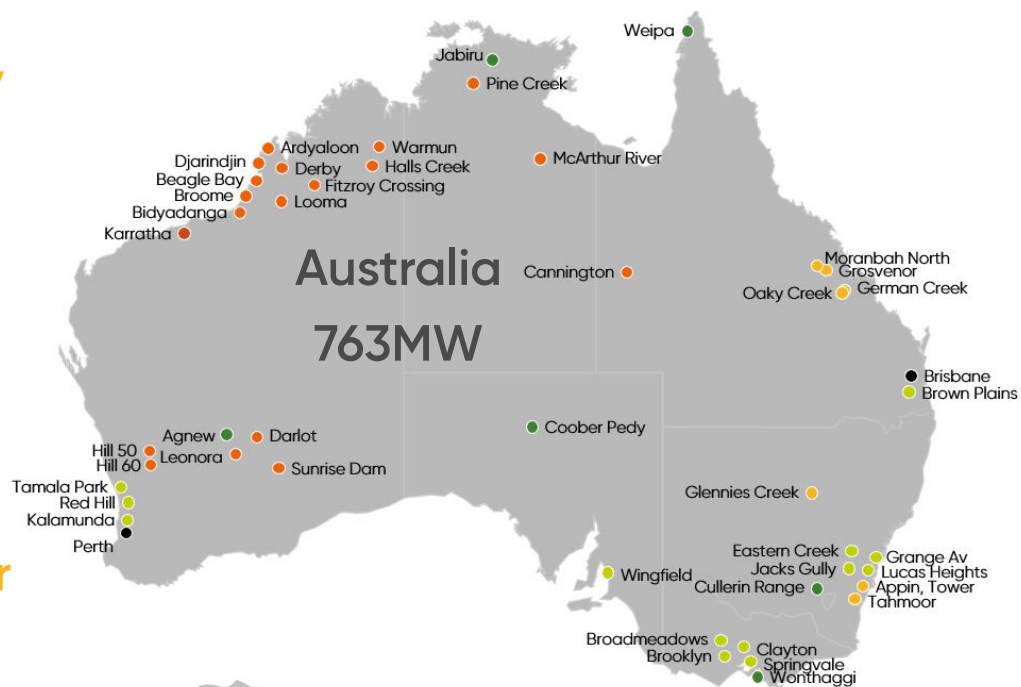 Weipa
Jabiru
Pine Creek
Ardyaloon
Warmun
McArthur River
Djarindjin
Derby
Halls Creek
Beagle Bay
Fitzroy Crossing
Broome
Looma
Bidyadanga
Karratha
Australia
763MW
Cannington
Moranbah North
Grosvenor
Oaky Creek
German Creek
Brisbane
Brown Plains
Agnew
Darlot
Coober Pedy
Hill 50
Leonora
Hill 60
Sunrise Dam
Tamala Park
Red Hill
Kalamunda
Perth
Glennies Creek
Eastern Creek
Grange Av
Jacks Gully
Lucas Heights
Wingfield
Cullerin Range
Appin, Tower
Tahmoor
Broadmeadows
Clayton
Brooklyn
Springvale
Wonthaggi